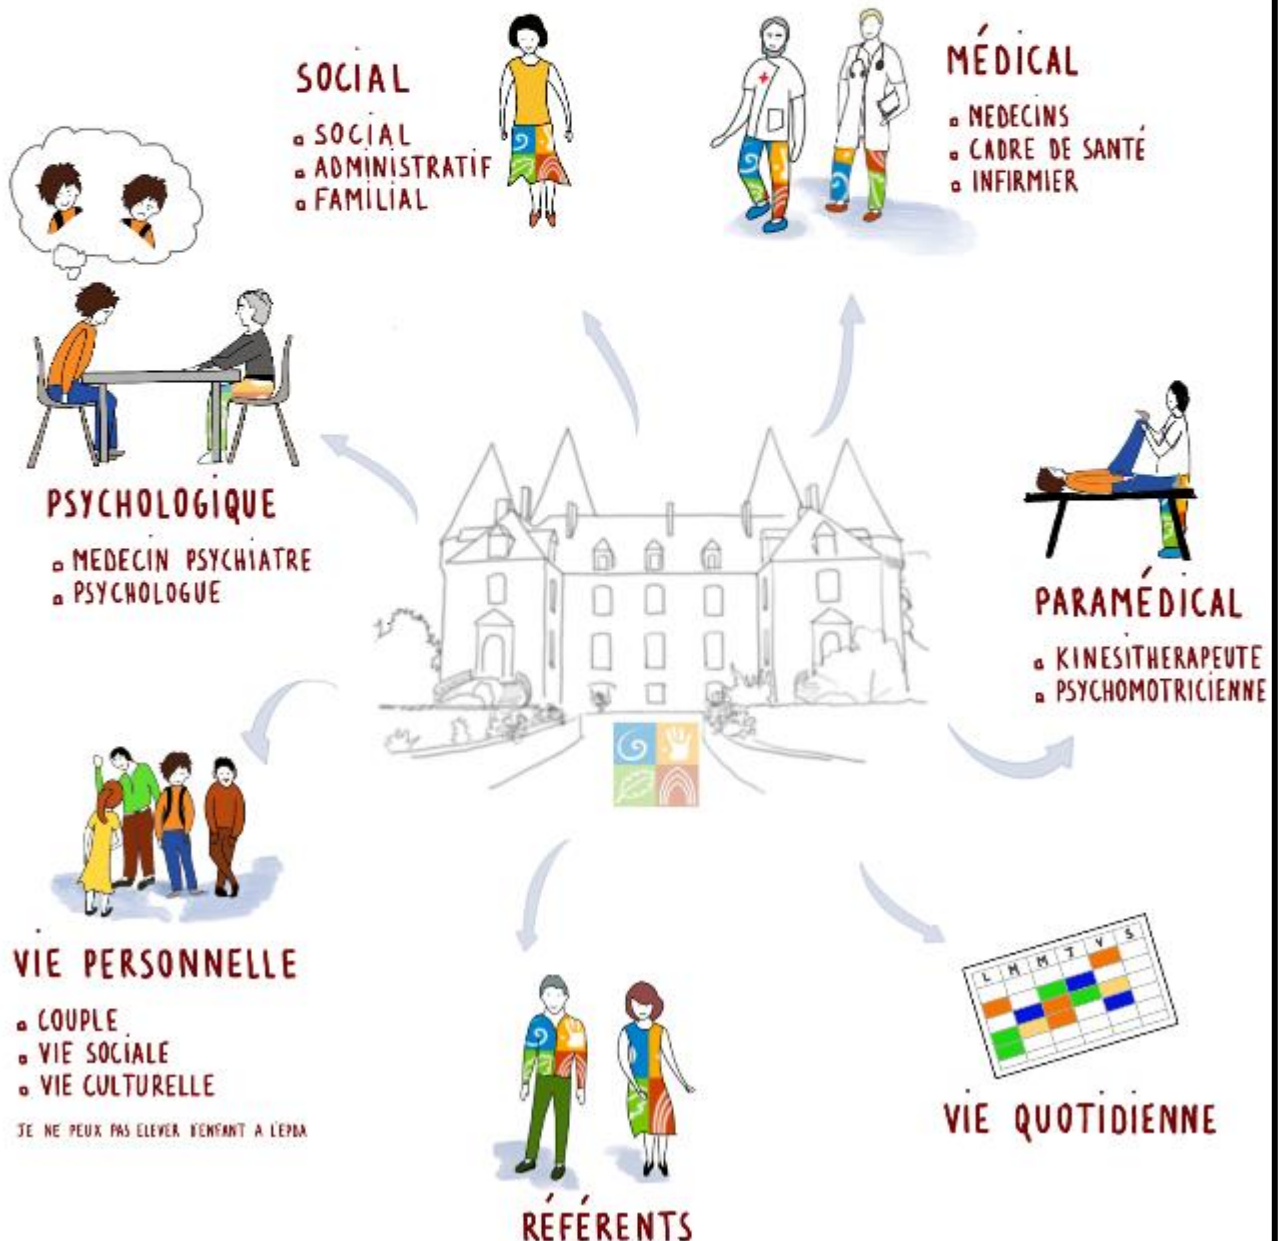 SOCIAL
SOCIAL
ADMINISTRATIF
FAMILIAL
MÉDICAL
MEDECINS
CADRE DE SANTÉ
INFIRMIER
PSYCHOLOGIQUE
MEDECIN PSYCHIATRE
PSYCHOLOGUE
PARAMÉDICAL
KINESITHERAPEUTE
PSYCHOMOTRICIENNE
VIE PERSONNELLE
COUPLE
VIE SOCIALE
VIE CULTURELLE
JE NE PEUX PAS ELEVER D'ENFANT A L'EPDA
L M M J V S
VIE QUOTIDIENNE
RÉFÉRENTS